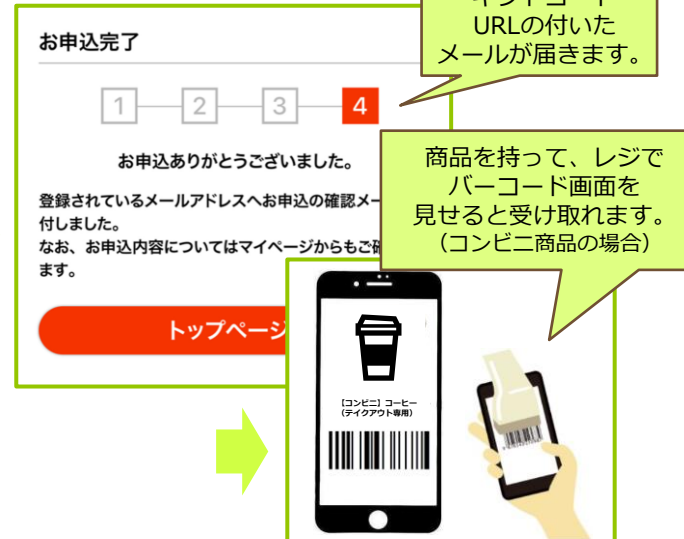 URLの付いた
メールが届きます。
お申込完了
1 2 3 4
お申込ありがとうございました。
登録されているメールアドレスへお申込の確認メー
付しました。
なお、お申込内容についてはマイページからもご
ます。
トップページ
商品を持って、レジで
バーコード画面を
見せると受け取れます。
(コンビニ商品の場合)
【コンビニ】コーヒー
(テイクアウト専用)